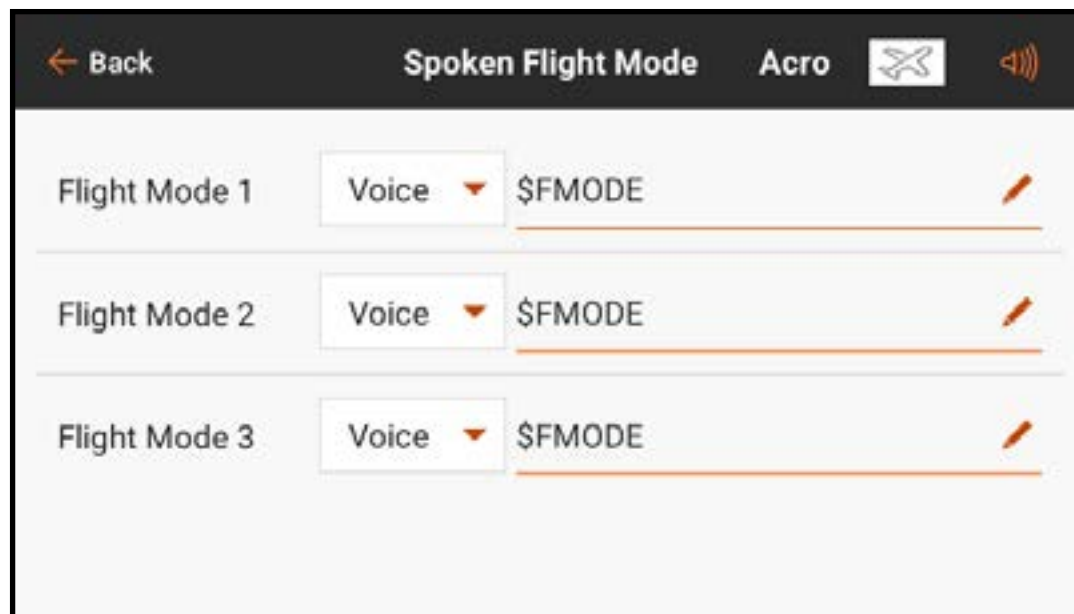 Back Spoken Flight Mode Acro
Flight Mode 1 Voice $FMODE
Flight Mode 2 Voice $FMODE
Flight Mode 3 Voice $FMODE